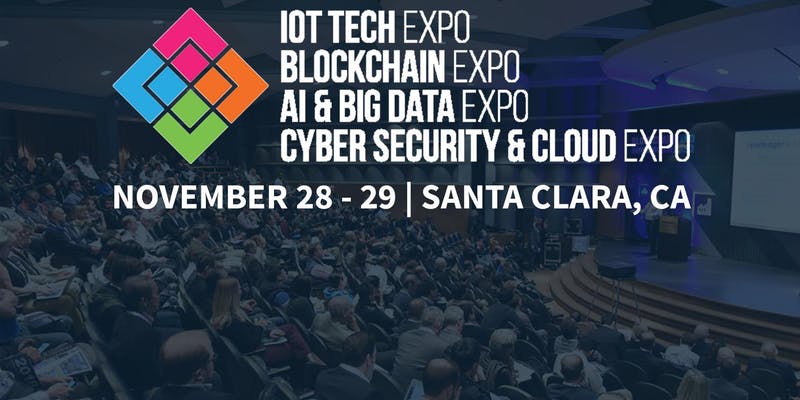 IOT TECH EXPO
BLOCKCHAIN EXPO
AI & BIG DATA EXPO
CYBER SECURITY & CLOUD EXPO
NOVEMBER 28 - 29 | SANTA CLARA, CA